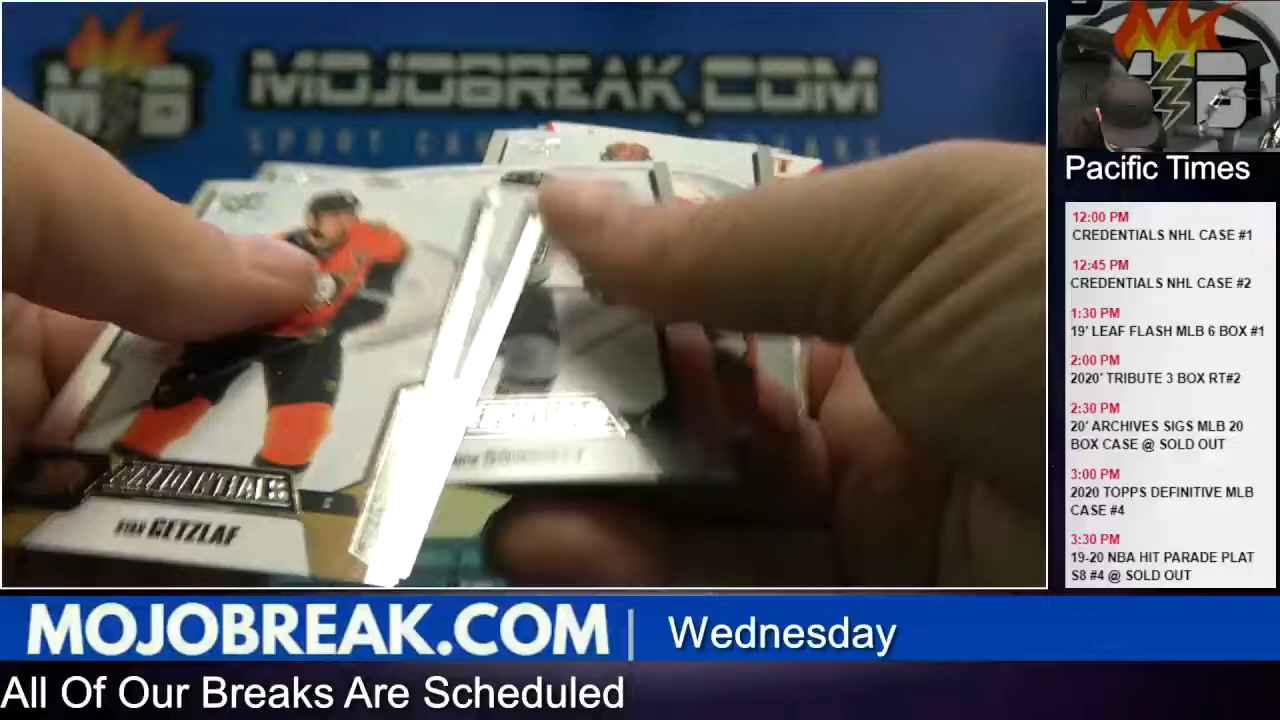 MOJOBREAK.COM
SPORT CA
CREDENTIALS
RYAN GETZLAF
Pacific Times
12:00 PM
CREDENTIALS NHL CASE #1
12:45 PM
CREDENTIALS NHL CASE #2
1:30 PM
19' LEAF FLASH MLB 6 BOX #1
2:00 PM
2020' TRIBUTE 3 BOX RT#2
2:30 PM
20' ARCHIVES SIGS MLB 20
BOX CASE @ SOLD OUT
3:00 PM
2020 TOPPS DEFINITIVE MLB
CASE #4
3:30 PM
19-20 NBA HIT PARADE PLAT
S8 #4 @ SOLD OUT
MOJOBREAK.COM | Wednesday
All Of Our Breaks Are Scheduled